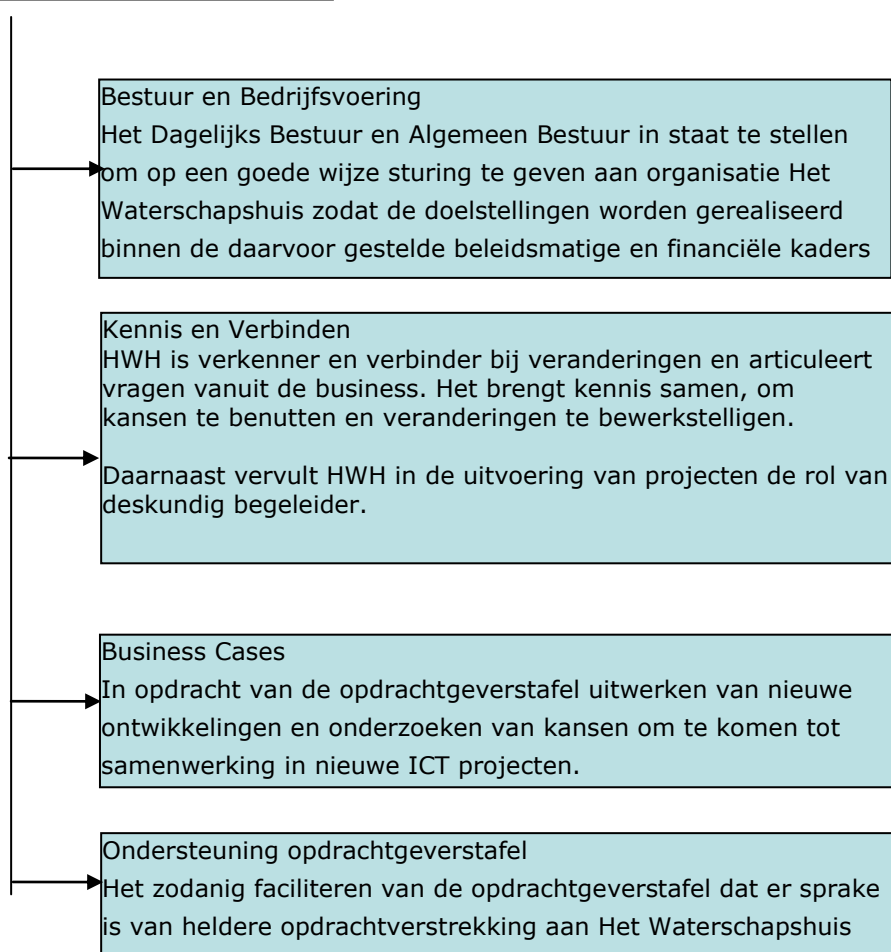 Bestuur en Bedrijfsvoering
Het Dagelijks Bestuur en Algemeen Bestuur in staat te stellen
om op een goede wijze sturing te geven aan organisatie Het
Waterschapshuis zodat de doelstellingen worden gerealiseerd
binnen de daarvoor gestelde beleidsmatige en financiële kaders
Kennis en Verbinden
HWH is verkenner en verbinder bij veranderingen en articuleert
vragen vanuit de business. Het brengt kennis samen, om
kansen te benutten en veranderingen te bewerkstelligen.
Daarnaast vervult HWH in de uitvoering van projecten de rol van
deskundig begeleider.
Business Cases
In opdracht van de opdrachtgeverstafel uitwerken van nieuwe
ontwikkelingen en onderzoeken van kansen om te komen tot
samenwerking in nieuwe ICT projecten.
Ondersteuning opdrachtgeverstafel
Het zodanig faciliteren van de opdrachtgeverstafel dat er sprake
is van heldere opdrachtverstrekking aan Het Waterschapshuis